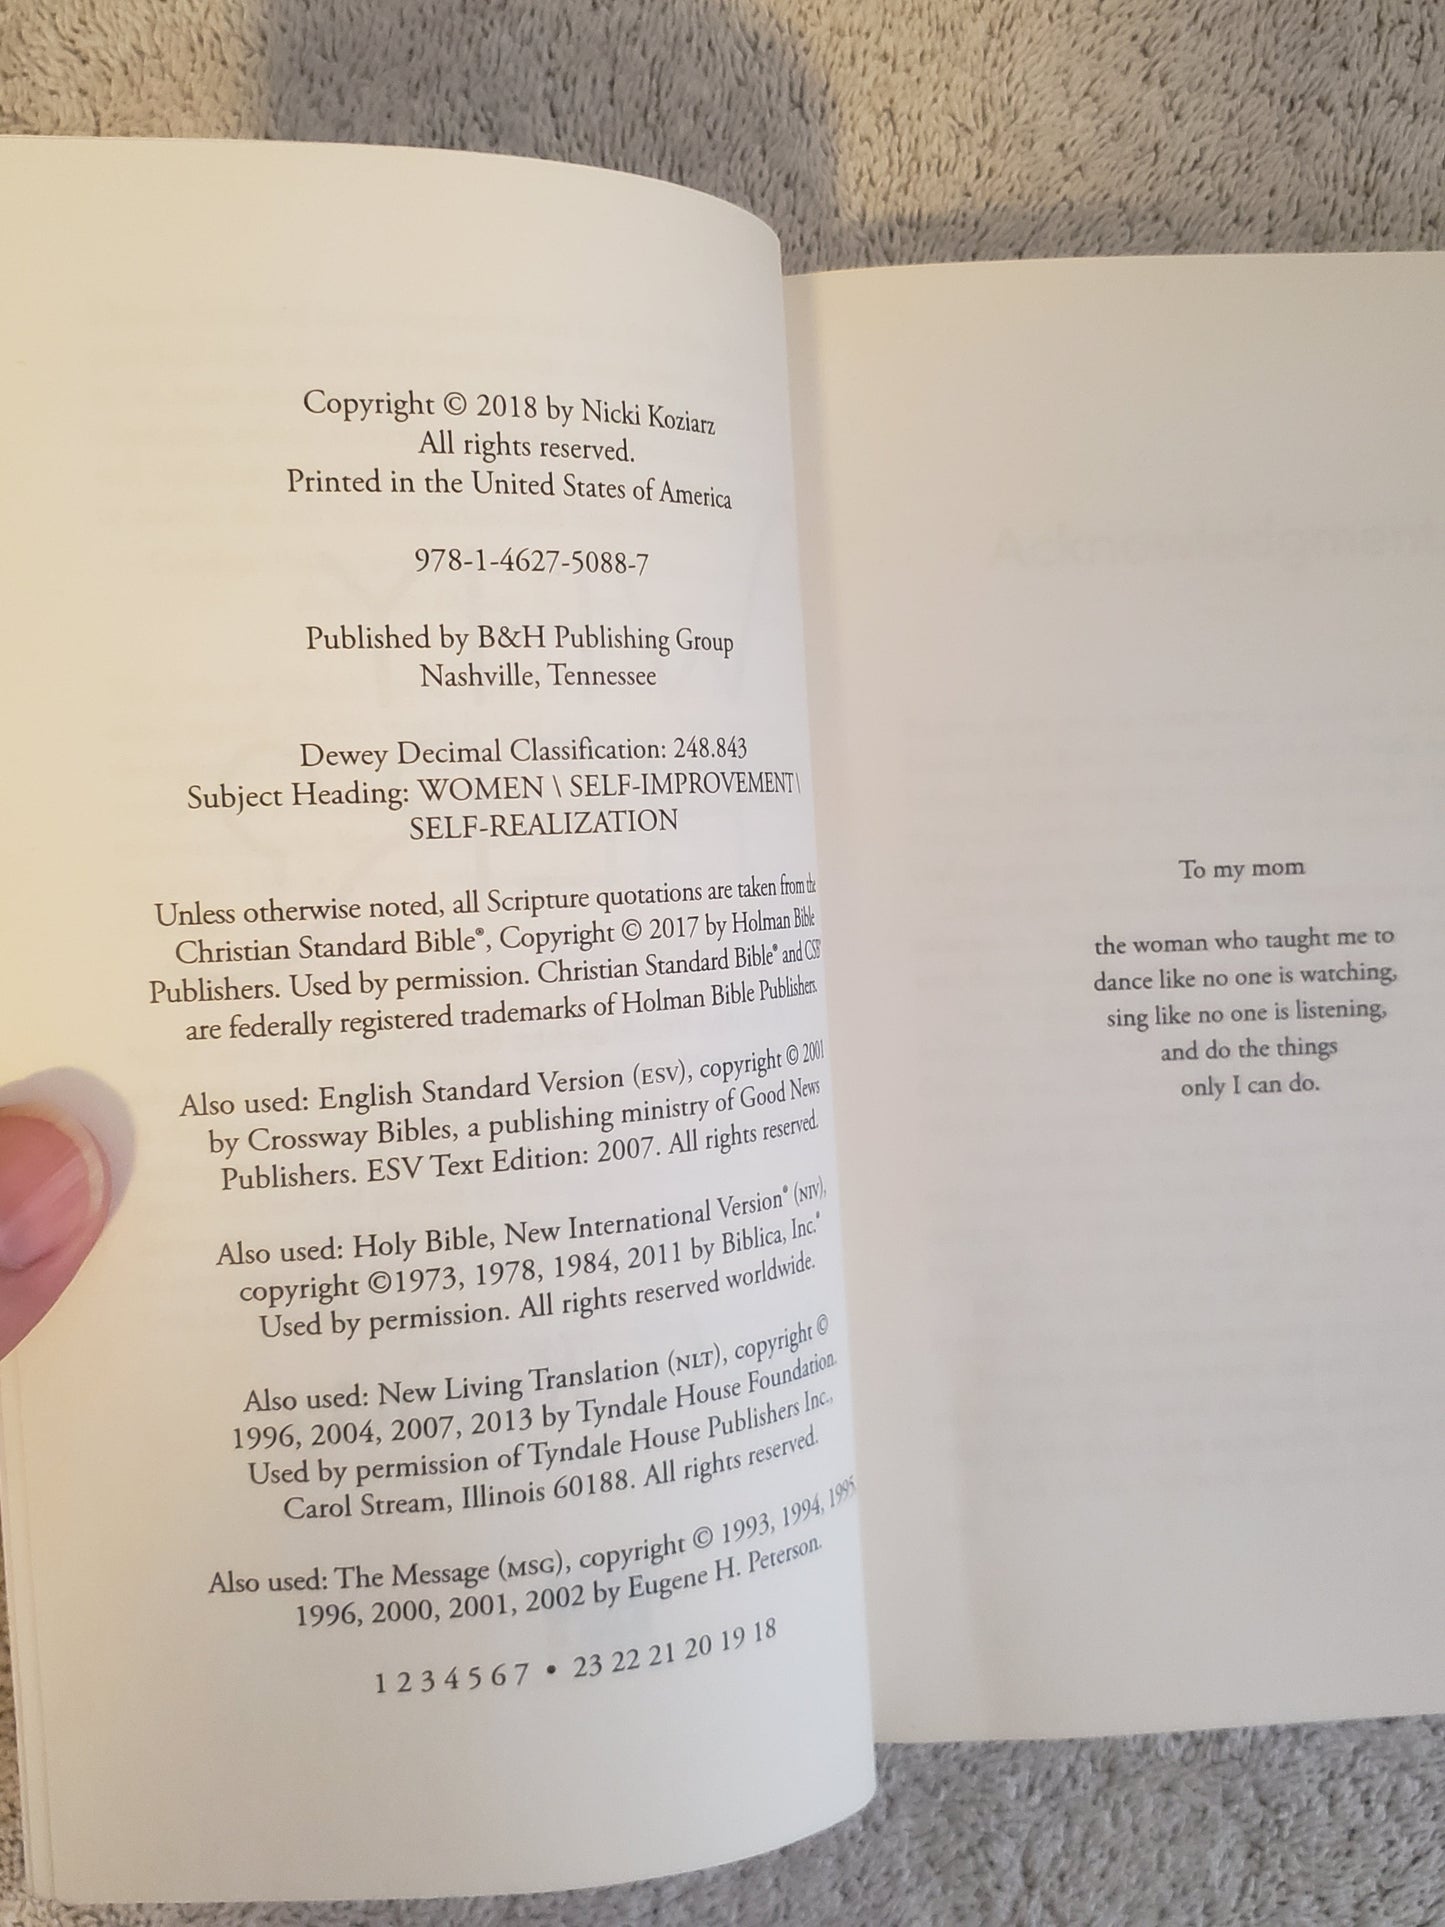 Copyright © 2018 by Nicki Koziarz
All rights reserved.
Printed in the United States of America
978-1-4627-5088-7
Published by B&H Publishing Group
Nashville, Tennessee
Dewey Decimal Classification: 248.843
Subject Heading: WOMEN \ SELF-IMPROVEMENT \
SELF-REALIZATION
Unless otherwise noted, all Scripture quotations are taken from the
Christian Standard Bible®, Copyright © 2017 by Holman Bible
Publishers. Used by permission. Christian Standard Bible® and CSB®
are federally registered trademarks of Holman Bible Publishers.
Also used: English Standard Version (ESV), copyright © 2001
by Crossway Bibles, a publishing ministry of Good News
Publishers. ESV Text Edition: 2007. All rights reserved.
Also used: Holy Bible, New International Version® (NIV),
copyright ©1973, 1978, 1984, 2011 by Biblica, Inc.®
Used by permission. All rights reserved worldwide.
Also used: New Living Translation (NLT), copyright ©
1996, 2004, 2007, 2013 by Tyndale House Foundation.
Used by permission of Tyndale House Publishers Inc.,
Carol Stream, Illinois 60188. All rights reserved.
Also used: The Message (MSG), copyright © 1993, 1994, 1995,
1996, 2000, 2001, 2002 by Eugene H. Peterson.
1 2 3 4 5 6 7 • 23 22 21 20 19 18
To my mom
the woman who taught me to
dance like no one is watching,
sing like no one is listening,
and do the things
only I can do.